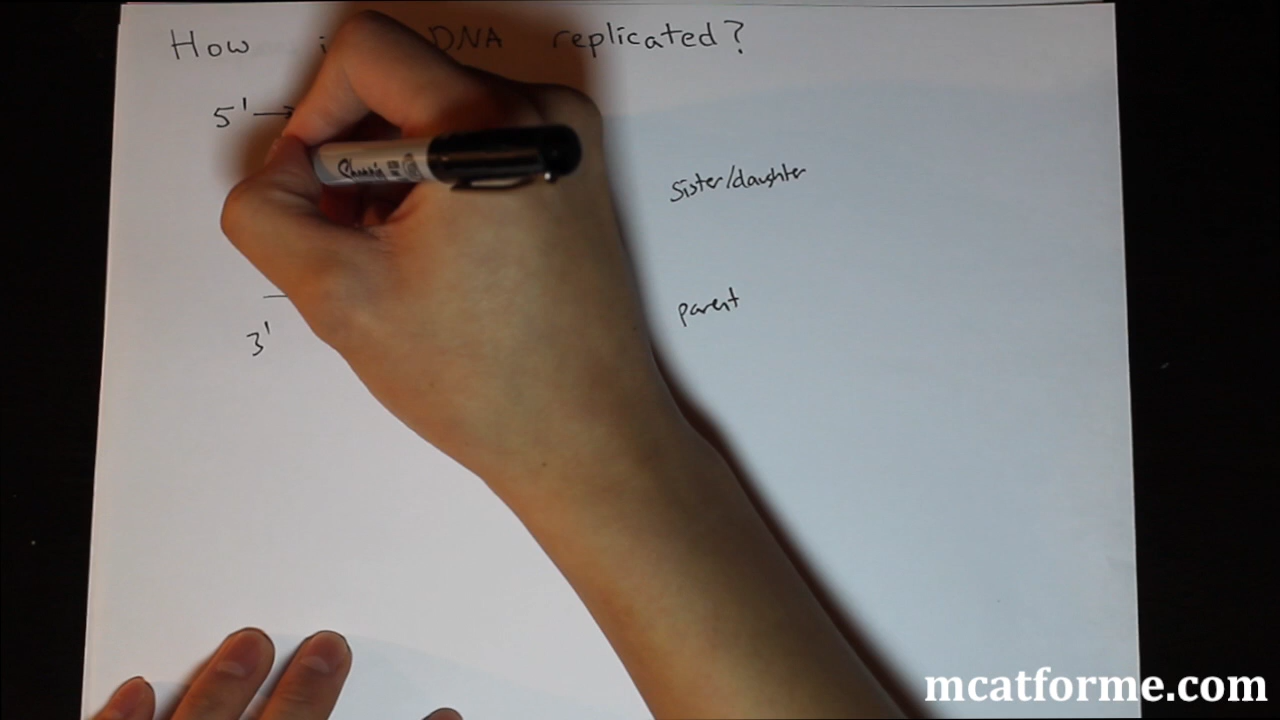 How DNA replicated?
5' →
Sister/daughter
parent
3'
Sharpie
mcatforme.com